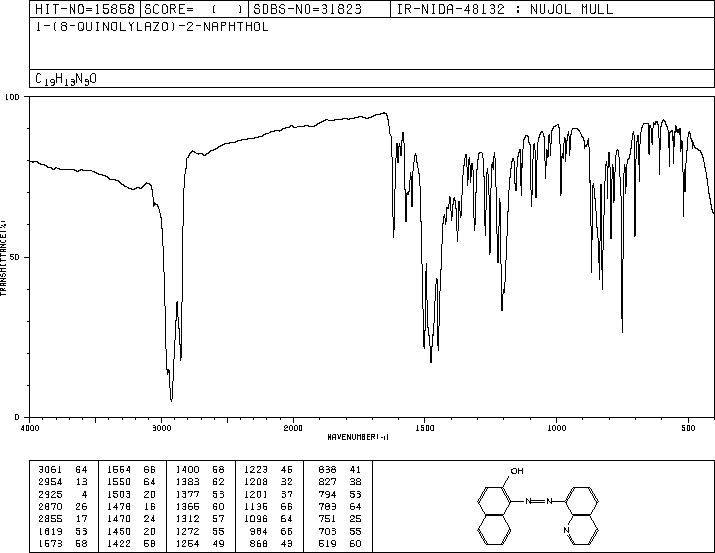 HIT-NO=15858 SCORE= ( ) SDBS-NO=31823 IR-NIDA-48132 : NUJOL MULL
1-(8-QUINOLYLAZO)-2-NAPHTHOL
C19H13N3O
100
50
0
TRANSMITTANCE(%)
4000 3000 2000 1500 1000 500
WAVENUMBER(-1)
3061 64 1564 66 1400 58 1223 46 838 41
2954 13 1550 64 1383 62 1208 32 827 38
2925 4 1503 20 1377 53 1201 37 794 53
2870 26 1478 16 1366 60 1136 66 783 64
2855 17 1470 24 1312 57 1096 64 751 25
1619 53 1450 20 1272 55 984 66 703 55
1573 58 1422 58 1254 49 868 43 519 60
OH
N N
N